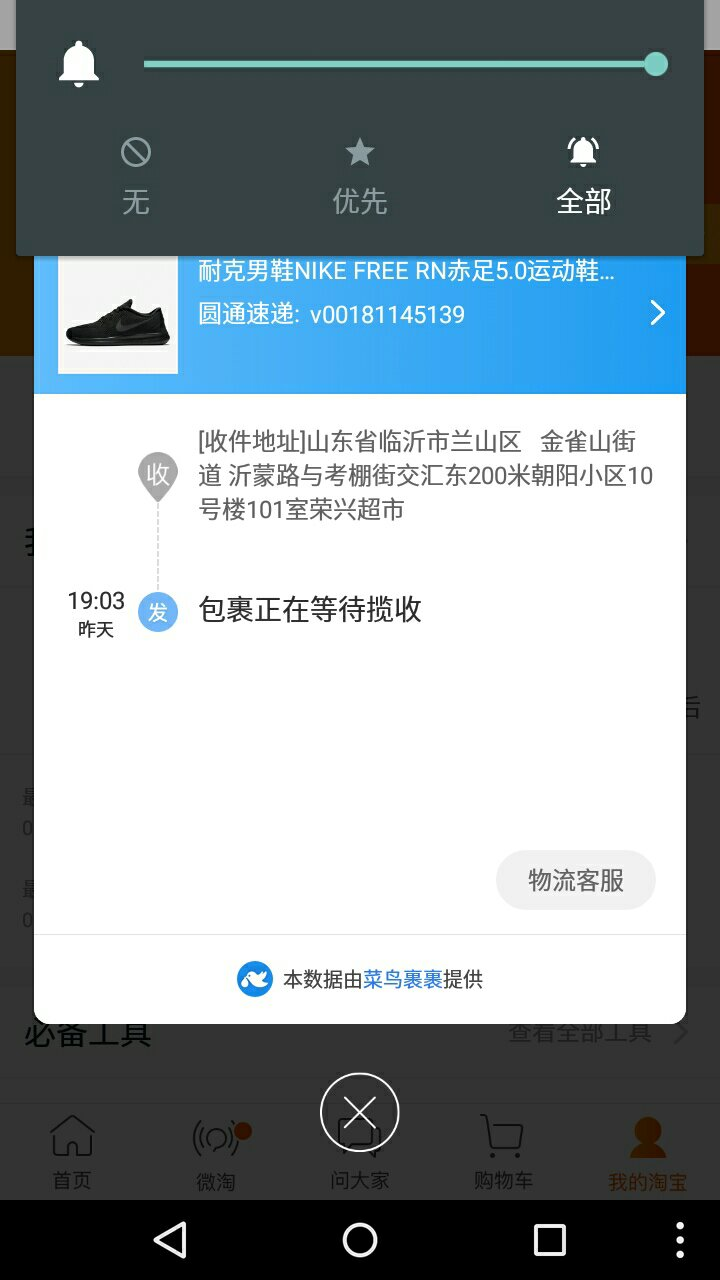 无
优先
全部
耐克男鞋NIKE FREE RN赤足5.0运动鞋...
圆通速递: v00181145139
收
[收件地址]山东省临沂市兰山区 金雀山街
道 沂蒙路与考棚街交汇东200米朝阳小区10
号楼101室荣兴超市
19:03
昨天
发
包裹正在等待揽收
后
物流客服
本数据由菜鸟裹裹提供
必备工具
查看全部工具
首页
微淘
问大家
购物车
我的淘宝